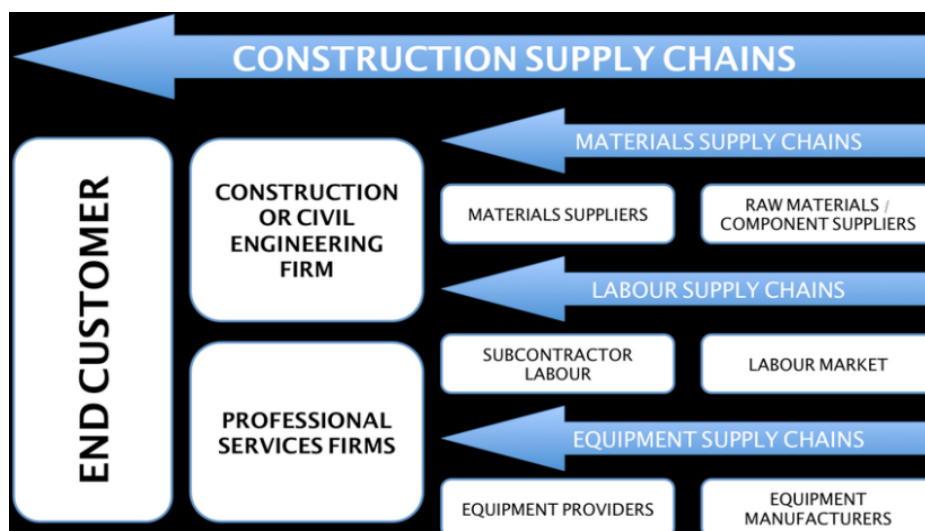 CONSTRUCTION SUPPLY CHAINS
END CUSTOMER
CONSTRUCTION
OR CIVIL
ENGINEERING
FIRM
PROFESSIONAL
SERVICES FIRMS
MATERIALS SUPPLY CHAINS
MATERIALS SUPPLIERS
RAW MATERIALS /
COMPONENT SUPPLIERS
LABOUR SUPPLY CHAINS
SUBCONTRACTOR
LABOUR
LABOUR MARKET
EQUIPMENT SUPPLY CHAINS
EQUIPMENT PROVIDERS
EQUIPMENT
MANUFACTURERS